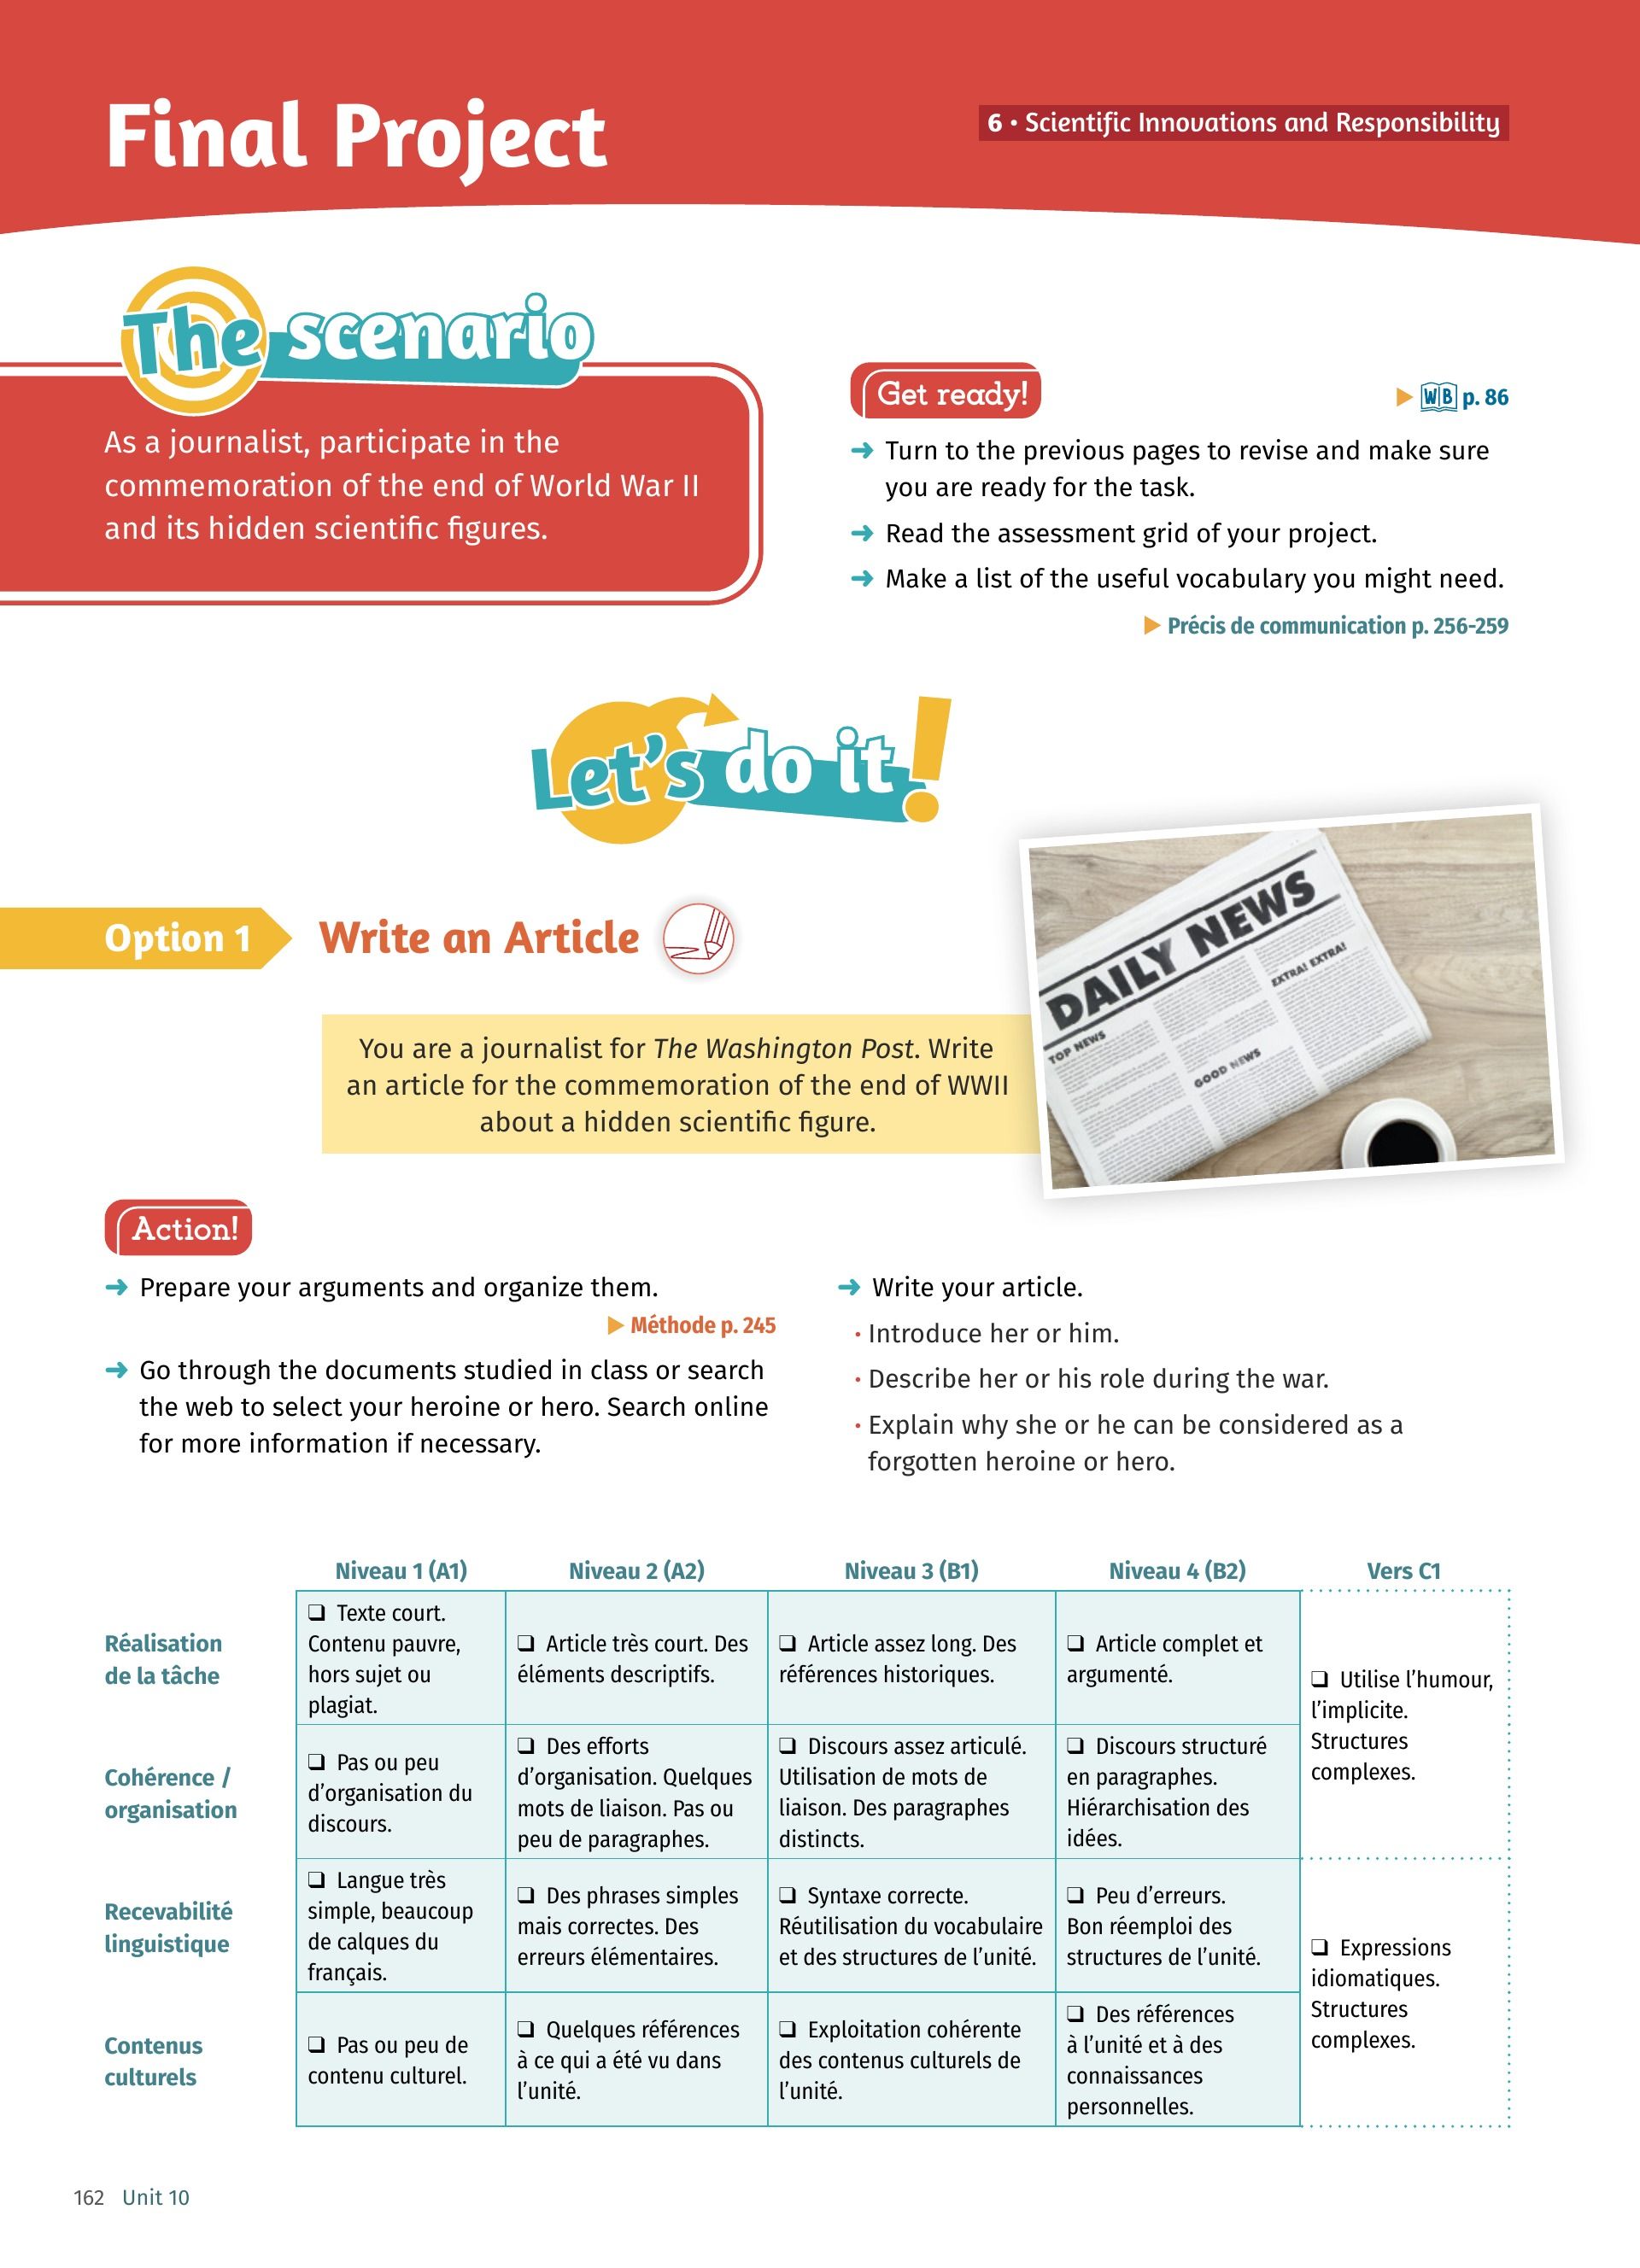 Final Project
6 • Scientific Innovations and Responsibility
The scenario
As a journalist, participate in the
commemoration of the end of World War II
and its hidden scientific figures.
Get ready!
WB p. 86
Turn to the previous pages to revise and make sure
you are ready for the task.
Read the assessment grid of your project.
Make a list of the useful vocabulary you might need.
Précis de communication p. 256-259
Let's do it!
Option 1
Write an Article
You are a journalist for The Washington Post. Write
an article for the commemoration of the end of WWII
about a hidden scientific figure.
DAILY NEWS
TOP NEWS
EXTRA! EXTRA!
GOOD NEWS
Action!
Prepare your arguments and organize them.
Méthode p. 245
Go through the documents studied in class or search
the web to select your heroine or hero. Search online
for more information if necessary.
Write your article.
• Introduce her or him.
• Describe her or his role during the war.
• Explain why she or he can be considered as a
forgotten heroine or hero.
Niveau 1 (A1) Niveau 2 (A2) Niveau 3 (B1) Niveau 4 (B2) Vers C1
Réalisation
de la tâche
❏ Texte court.
Contenu pauvre,
hors sujet ou
plagiat.
❏ Article très court. Des
éléments descriptifs.
❏ Article assez long. Des
références historiques.
❏ Article complet et
argumenté.
❏ Utilise l'humour,
l'implicite.
Structures
complexes.
Cohérence /
organisation
❏ Pas ou peu
d'organisation du
discours.
❏ Des efforts
d'organisation. Quelques
mots de liaison. Pas ou
peu de paragraphes.
❏ Discours assez articulé.
Utilisation de mots de
liaison. Des paragraphes
distincts.
❏ Discours structuré
en paragraphes.
Hiérarchisation des
idées.
Recevabilité
linguistique
❏ Langue très
simple, beaucoup
de calques du
français.
❏ Des phrases simples
mais correctes. Des
erreurs élémentaires.
❏ Syntaxe correcte.
Réutilisation du vocabulaire
et des structures de l'unité.
❏ Peu d'erreurs.
Bon réemploi des
structures de l'unité.
❏ Expressions
idiomatiques.
Structures
complexes.
Contenus
culturels
❏ Pas ou peu de
contenu culturel.
❏ Quelques références
à ce qui a été vu dans
l'unité.
❏ Exploitation cohérente
des contenus culturels de
l'unité.
❏ Des références
à l'unité et à des
connaissances
personnelles.
162 Unit 10